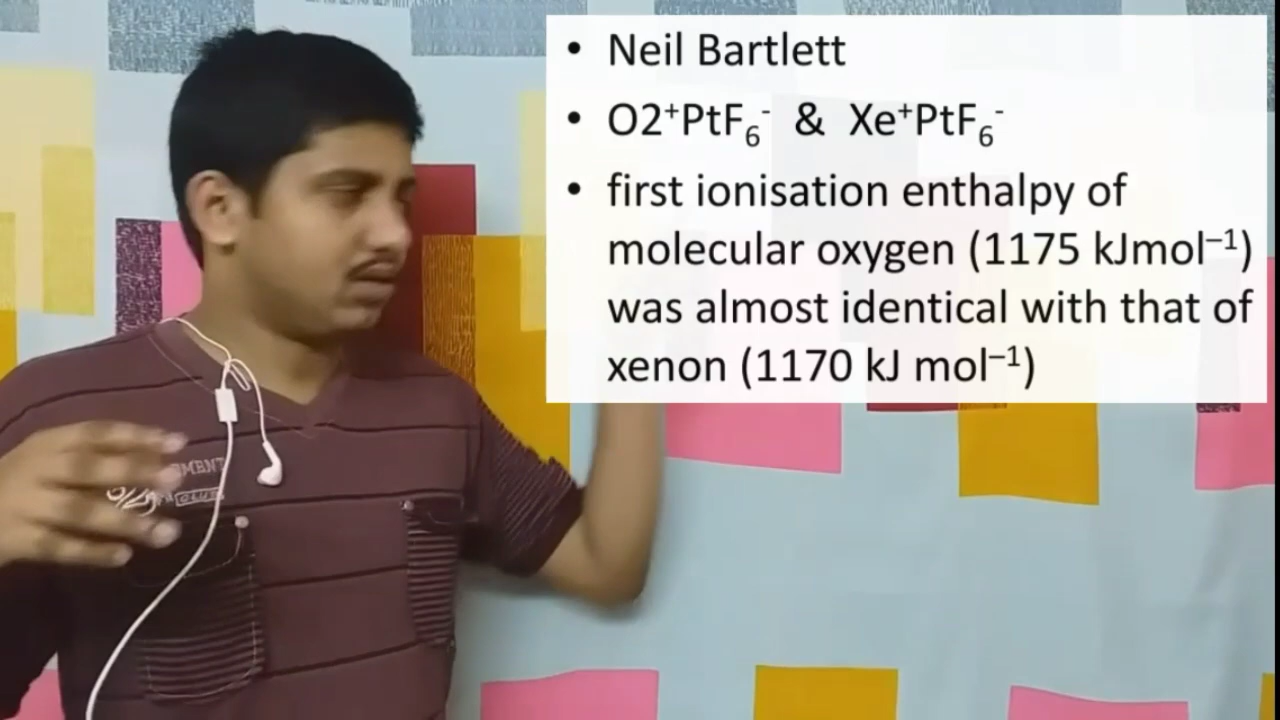 • Neil Bartlett
• O2⁺PtF₆⁻ & Xe⁺PtF₆⁻
• first ionisation enthalpy of
molecular oxygen (1175 kJmol⁻¹)
was almost identical with that of
xenon (1170 kJ mol⁻¹)